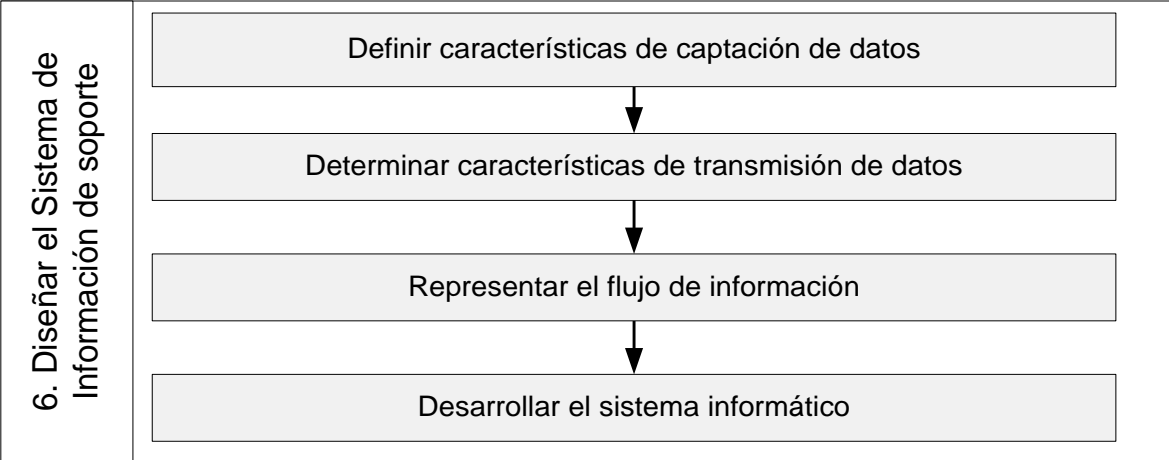 6. Diseñar el Sistema de
Información de soporte
Definir características de captación de datos
Determinar características de transmisión de datos
Representar el flujo de información
Desarrollar el sistema informático